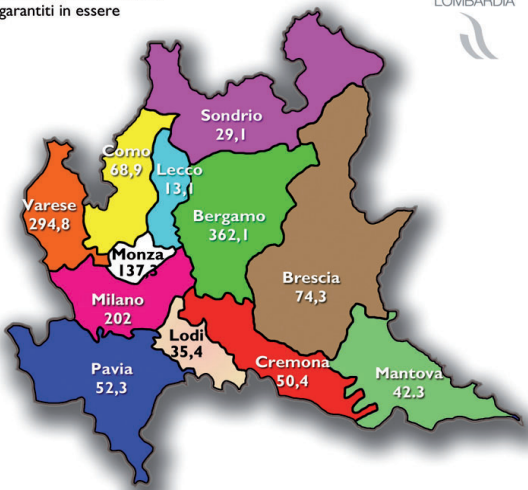 garantiti in essere
LOMBARDIA
Sondrio
29,1
Como
68,9
Lecco
13,1
Varese
294,8
Bergamo
362,1
Monza
137,3
Brescia
74,3
Milano
202
Lodi
35,4
Pavia
52,3
Cremona
50,4
Mantova
42.3